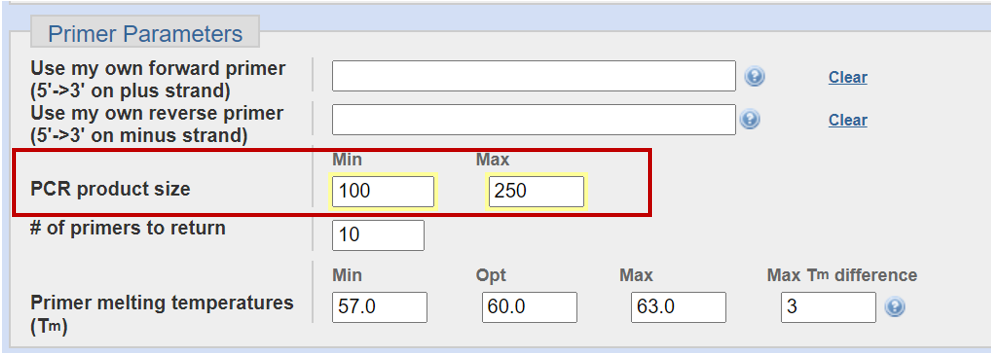 Primer Parameters
Use my own forward primer
(5'->3' on plus strand)
? Clear
Use my own reverse primer
(5'->3' on minus strand)
? Clear
Min Max
PCR product size 100 250
# of primers to return 10
Min Opt Max Max Tm difference
Primer melting temperatures
(Tm)
57.0 60.0 63.0 3 ?